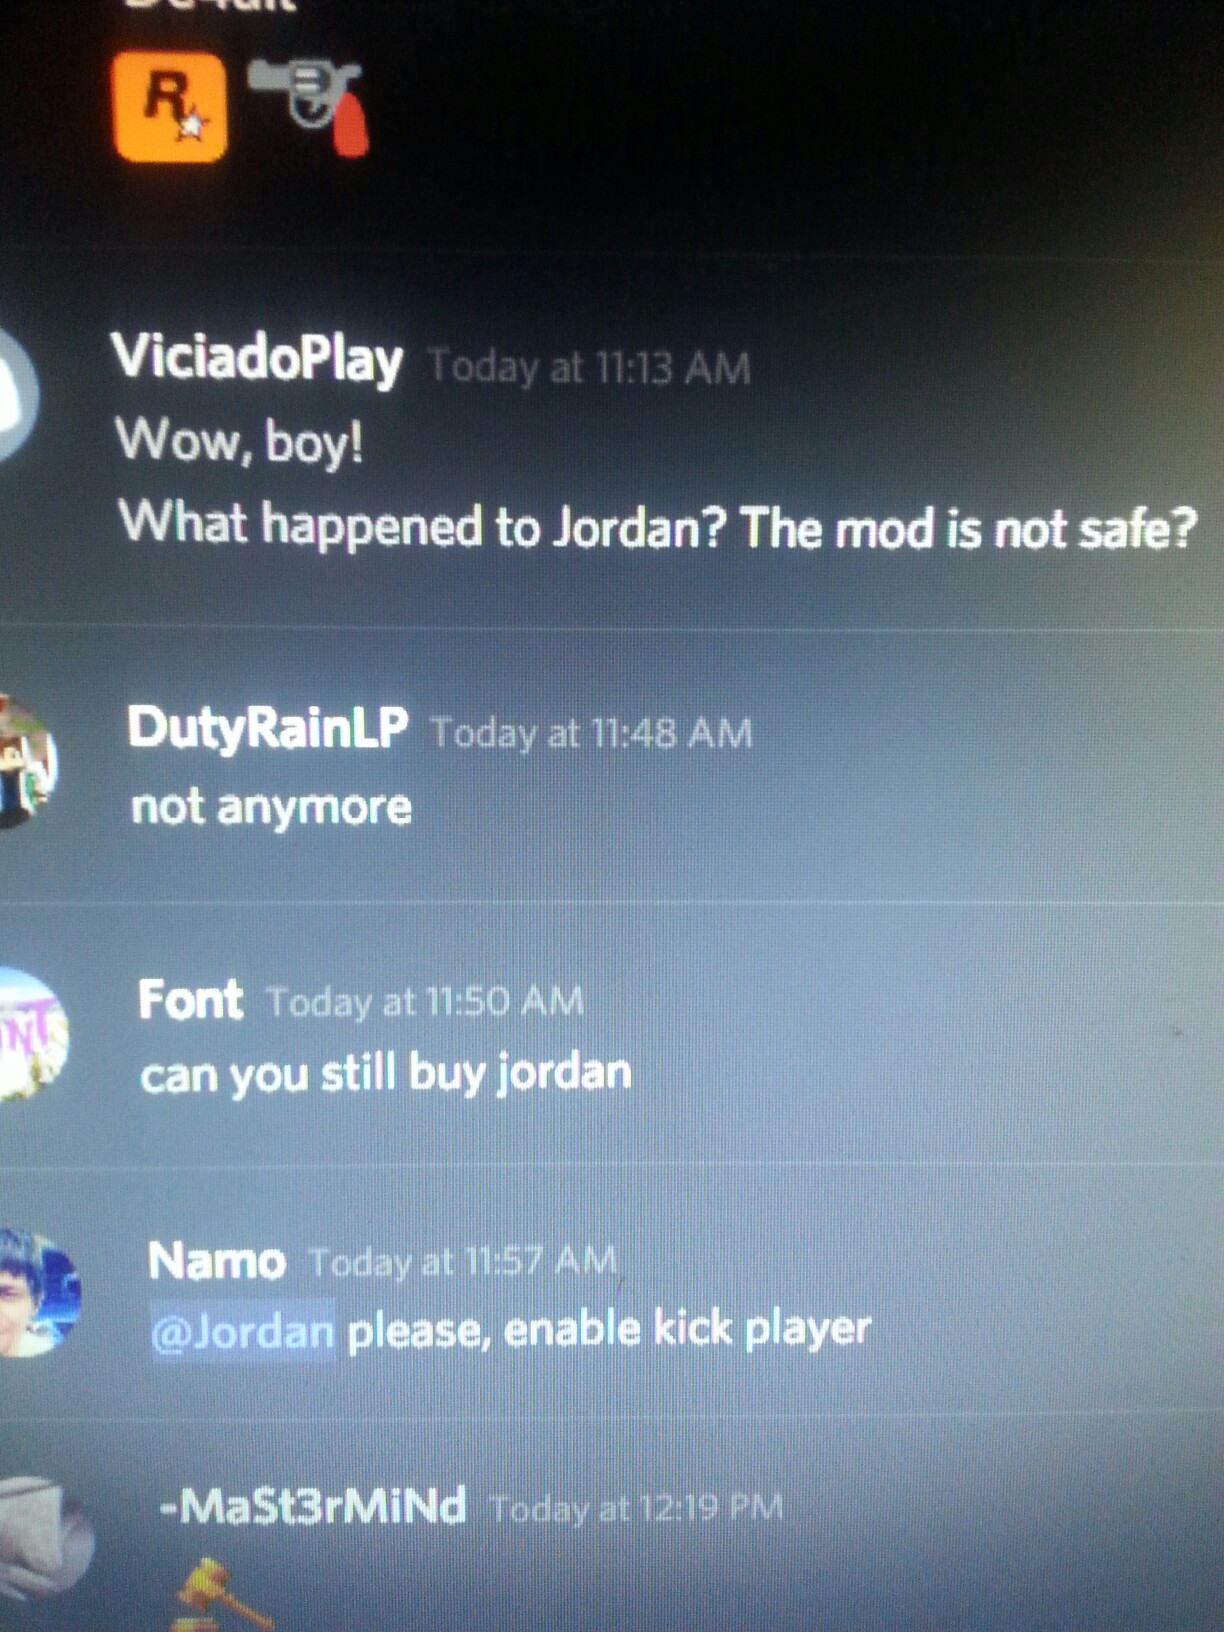 De4ult
R
ViciadoPlay Today at 11:13 AM
Wow, boy!
What happened to Jordan? The mod is not safe?
DutyRainLP Today at 11:48 AM
not anymore
Font Today at 11:50 AM
can you still buy jordan
Namo Today at 11:57 AM
@Jordan please, enable kick player
-MaSt3rMiNd Today at 12:19 PM